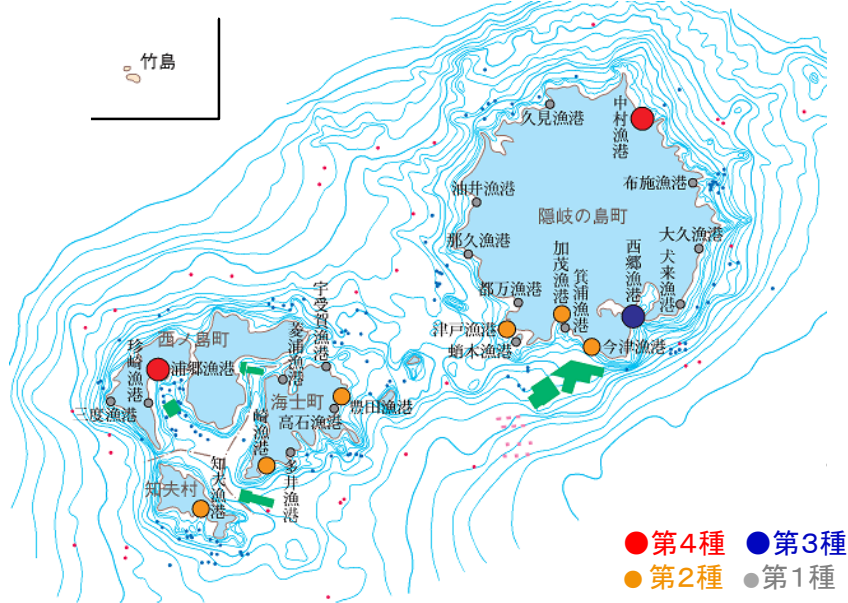 竹島
久見漁港
中村漁港
布施漁港
油井漁港
隠岐の島町
那久漁港
大久漁港
加茂漁港
西郷漁港
犬来漁港
箕浦漁港
都万漁港
津戸漁港
蛸木漁港
今津漁港
宇受賀漁港
西ノ島町
菱浦漁港
珍崎漁港
浦郷漁港
三度漁港
海士町
豊田漁港
高石漁港
崎漁港
知夫村
知夫漁港
多井漁港
第4種
第3種
第2種
第1種